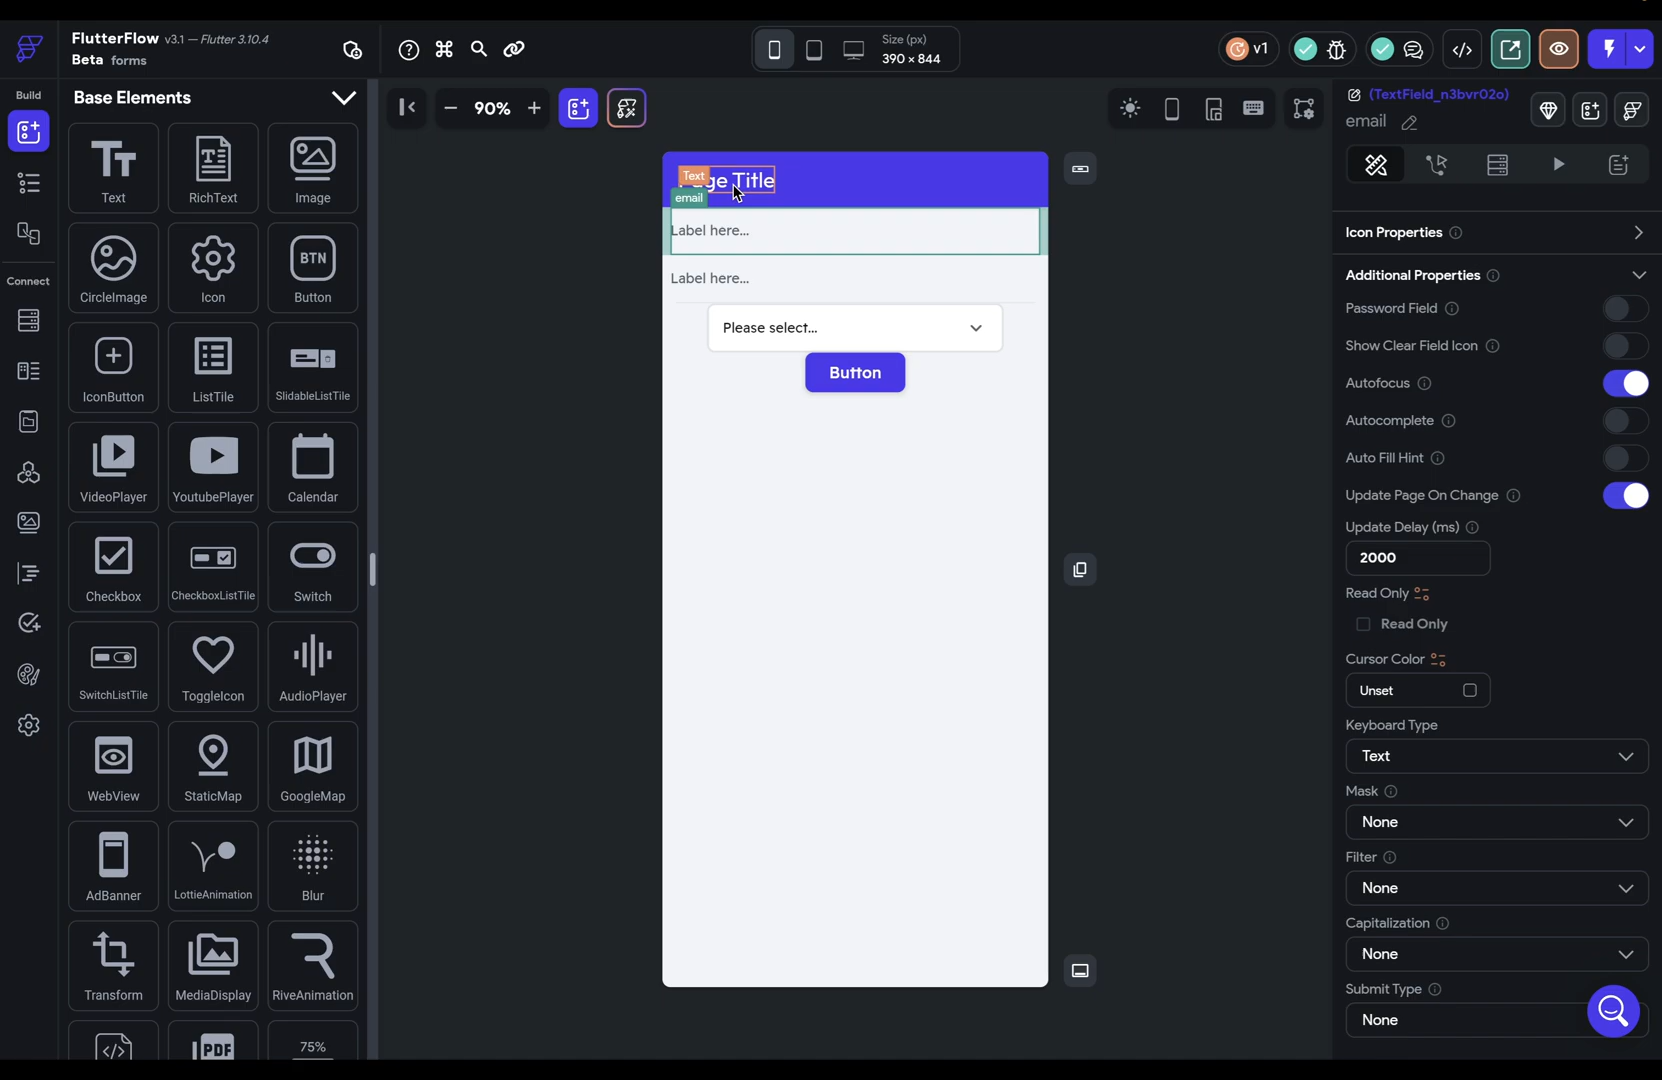 FlutterFlow v3.1 – Flutter 3.10.4
Beta forms
Size (px)
390 × 844
v1
Build
Connect
Base Elements
Text
RichText
Image
CircleImage
Icon
BTN
Button
IconButton
ListTile
SlidableListTile
VideoPlayer
YoutubePlayer
Calendar
Checkbox
CheckboxListTile
Switch
SwitchListTile
ToggleIcon
AudioPlayer
WebView
StaticMap
GoogleMap
AdBanner
LottieAnimation
Blur
Transform
MediaDisplay
RiveAnimation
PDF
75%
90%
Text
Page Title
email
Label here...
Label here...
Please select...
Button
(TextField_n3bvr02o)
email
Icon Properties
Additional Properties
Password Field
Show Clear Field Icon
Autofocus
Autocomplete
Auto Fill Hint
Update Page On Change
Update Delay (ms)
2000
Read Only
Read Only
Cursor Color
Unset
Keyboard Type
Text
Mask
None
Filter
None
Capitalization
None
Submit Type
None